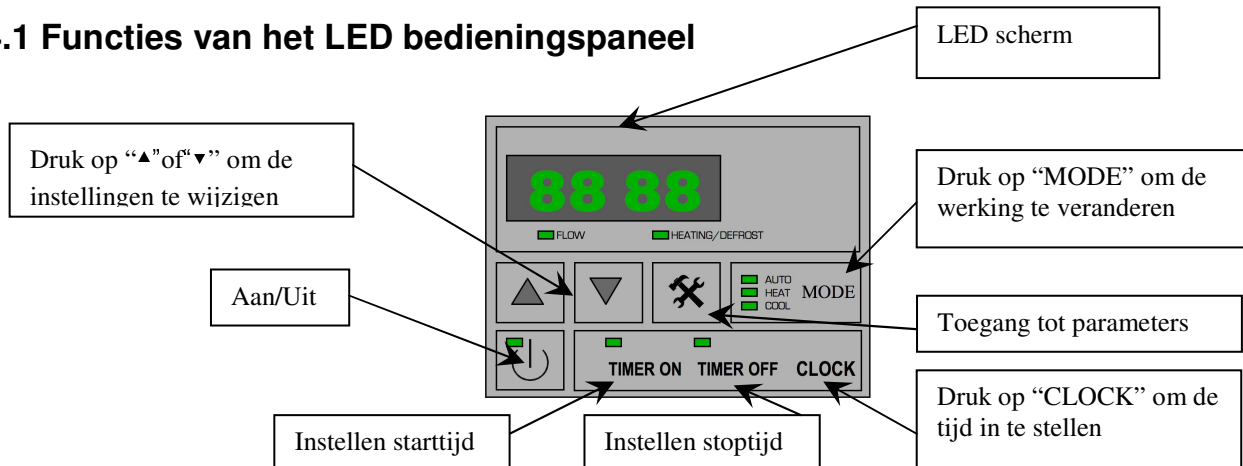 .1 Functies van het LED bedieningspaneel
LED scherm
Druk op “▲”of“▼” om de
instellingen te wijzigen
88 88
Druk op “MODE” om de
werking te veranderen
FLOW
HEATING/DEFROST
Aan/Uit
AUTO
HEAT
COOL
MODE
Toegang tot parameters
TIMER ON
TIMER OFF
CLOCK
Druk op “CLOCK” om de
tijd in te stellen
Instellen starttijd
Instellen stoptijd